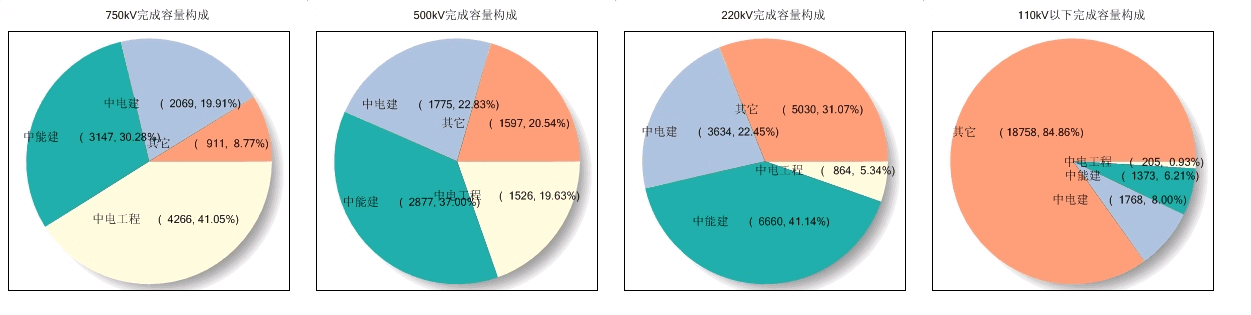 750kV完成容量构成
中电建 ( 2069, 19.91%)
中能建 ( 3147, 30.28%)
其它 ( 911, 8.77%)
中电工程 ( 4266, 41.05%)
500kV完成容量构成
中电建 ( 1775, 22.83%)
其它 ( 1597, 20.54%)
中电工程 ( 1526, 19.63%)
中能建 ( 2877, 37.00%)
220kV完成容量构成
其它 ( 5030, 31.07%)
中电建 ( 3634, 22.45%)
中电工程 ( 864, 5.34%)
中能建 ( 6660, 41.14%)
110kV以下完成容量构成
其它 ( 18758, 84.86%)
中电工程 ( 205, 0.93%)
中能建 ( 1373, 6.21%)
中电建 ( 1768, 8.00%)